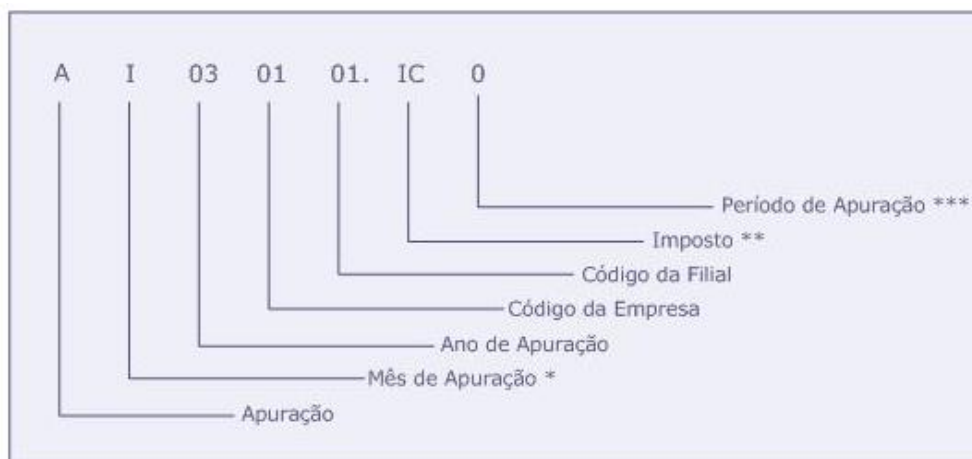 A I 03 01 01. IC 0
Período de Apuração ***
Imposto **
Código da Filial
Código da Empresa
Ano de Apuração
Mês de Apuração *
Apuração